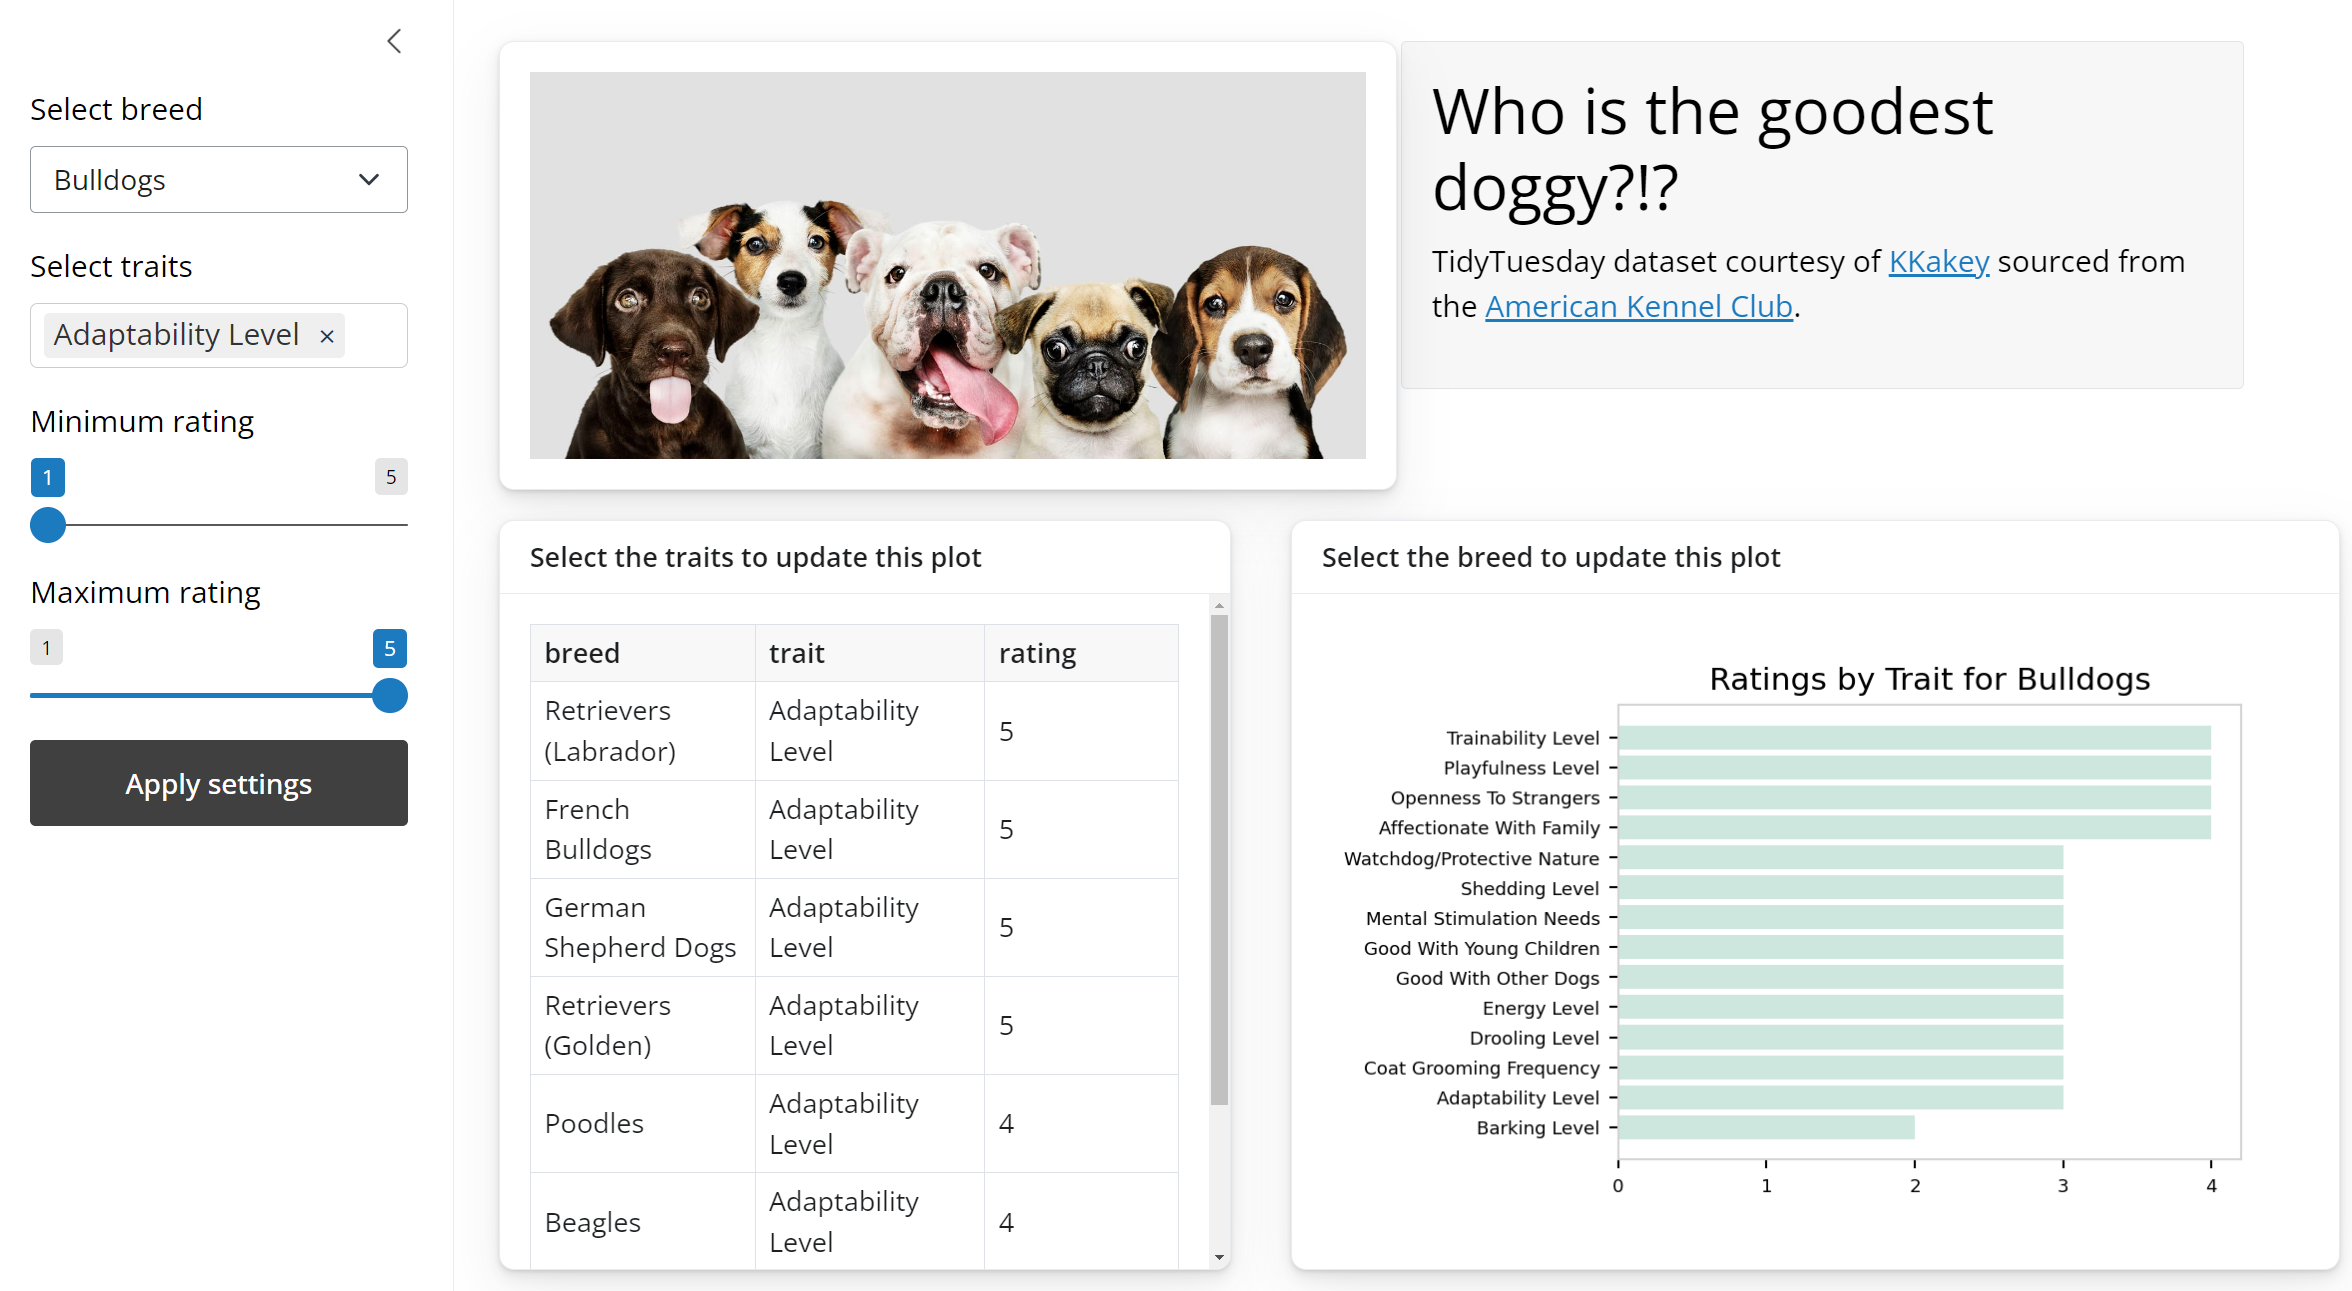 Select breed
Bulldogs
Select traits
Adaptability Level ×
Minimum rating
1 5
Maximum rating
1 5
Apply settings
Who is the goodest
doggy?!?
TidyTuesday dataset courtesy of KKakey sourced from
the American Kennel Club.
Select the traits to update this plot
breed trait rating
Retrievers
(Labrador)
Adaptability
Level
5
French
Bulldogs
Adaptability
Level
5
German
Shepherd Dogs
Adaptability
Level
5
Retrievers
(Golden)
Adaptability
Level
5
Poodles
Adaptability
Level
4
Beagles
Adaptability
Level
4
Select the breed to update this plot
Ratings by Trait for Bulldogs
Trainability Level
Playfulness Level
Openness To Strangers
Affectionate With Family
Watchdog/Protective Nature
Shedding Level
Mental Stimulation Needs
Good With Young Children
Good With Other Dogs
Energy Level
Drooling Level
Coat Grooming Frequency
Adaptability Level
Barking Level
0 1 2 3 4